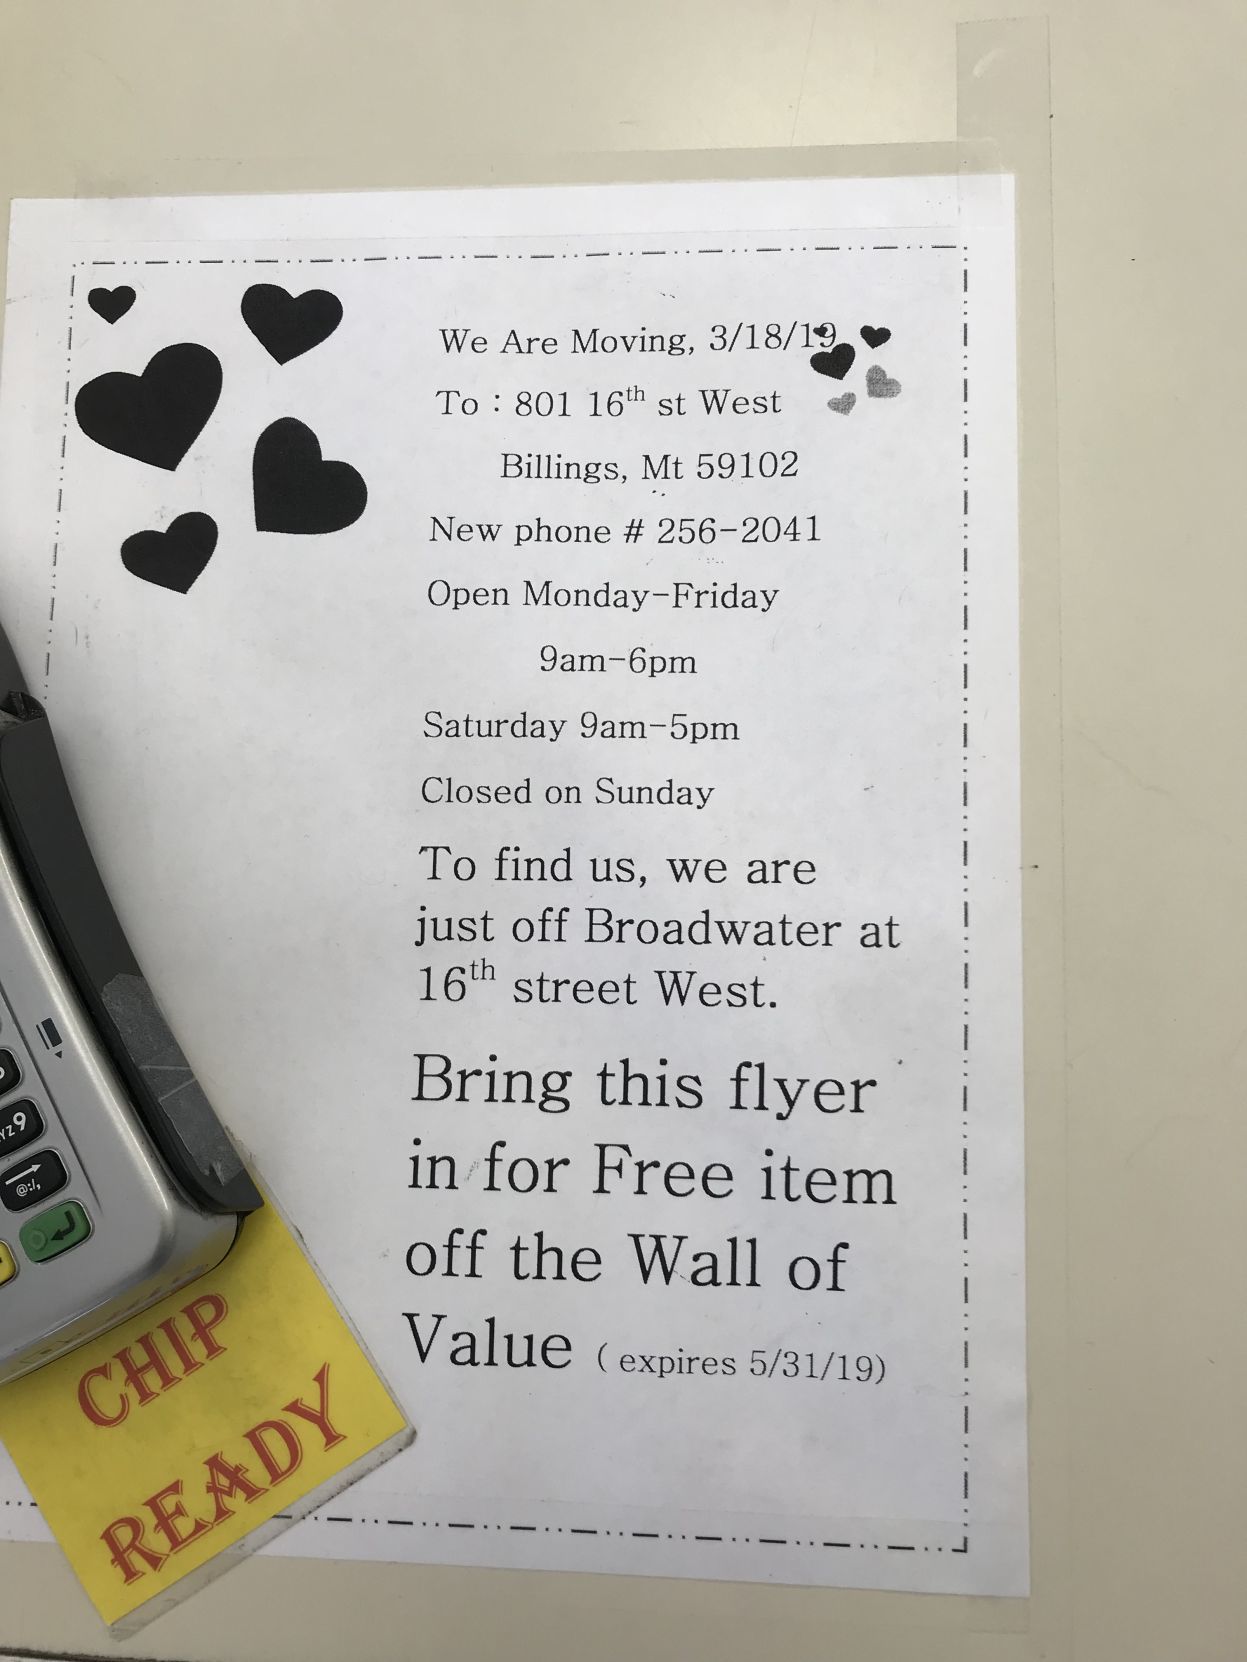 We Are Moving, 3/18/19
To : 801 16th st West
Billings, Mt 59102
New phone # 256-2041
Open Monday-Friday
9am-6pm
Saturday 9am-5pm
Closed on Sunday
To find us, we are
just off Broadwater at
16th street West.
Bring this flyer
in for Free item
off the Wall of
Value ( expires 5/31/19)
YZ9
@:/,
CHIP
READY